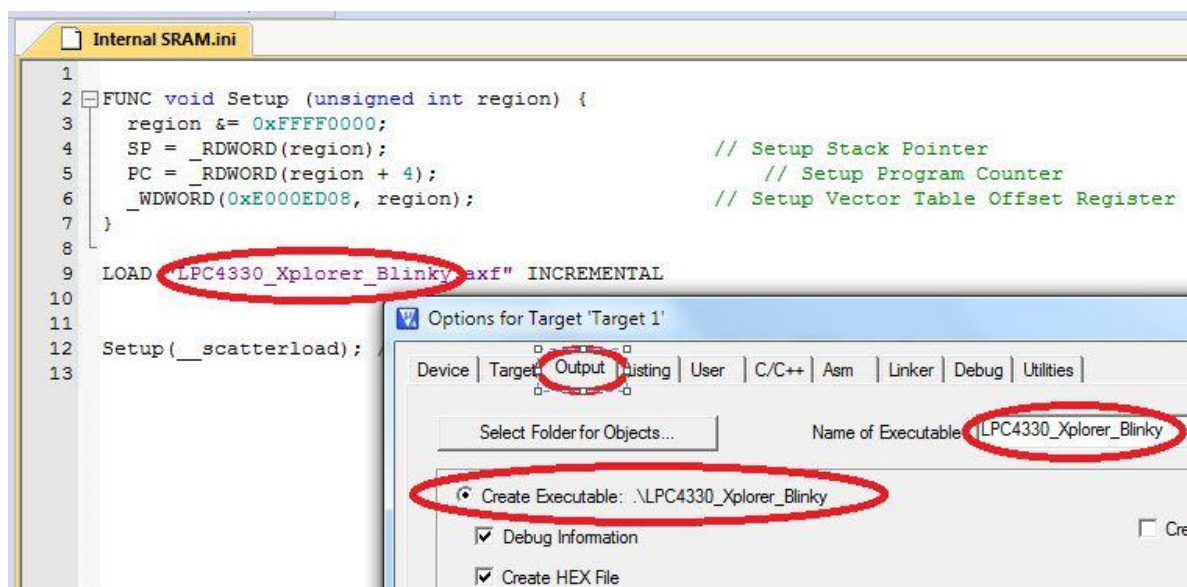 Internal SRAM.ini
1
2 FUNC void Setup (unsigned int region) {
3 region &= 0xFFFF0000;
4 SP = _RDWORD(region); // Setup Stack Pointer
5 PC = _RDWORD(region + 4); // Setup Program Counter
6 _WDWORD(0xE000ED08, region); // Setup Vector Table Offset Register
7 }
8
9 LOAD "LPC4330_Xplorer_Blinky.axf" INCREMENTAL
10
11
12 Setup(__scatterload); /
13
Options for Target 'Target 1'
Device Target Output Listing User C/C++ Asm Linker Debug Utilities
Select Folder for Objects... Name of Executable: LPC4330_Xplorer_Blinky
Create Executable: .\LPC4330_Xplorer_Blinky
Debug Information
Create HEX File